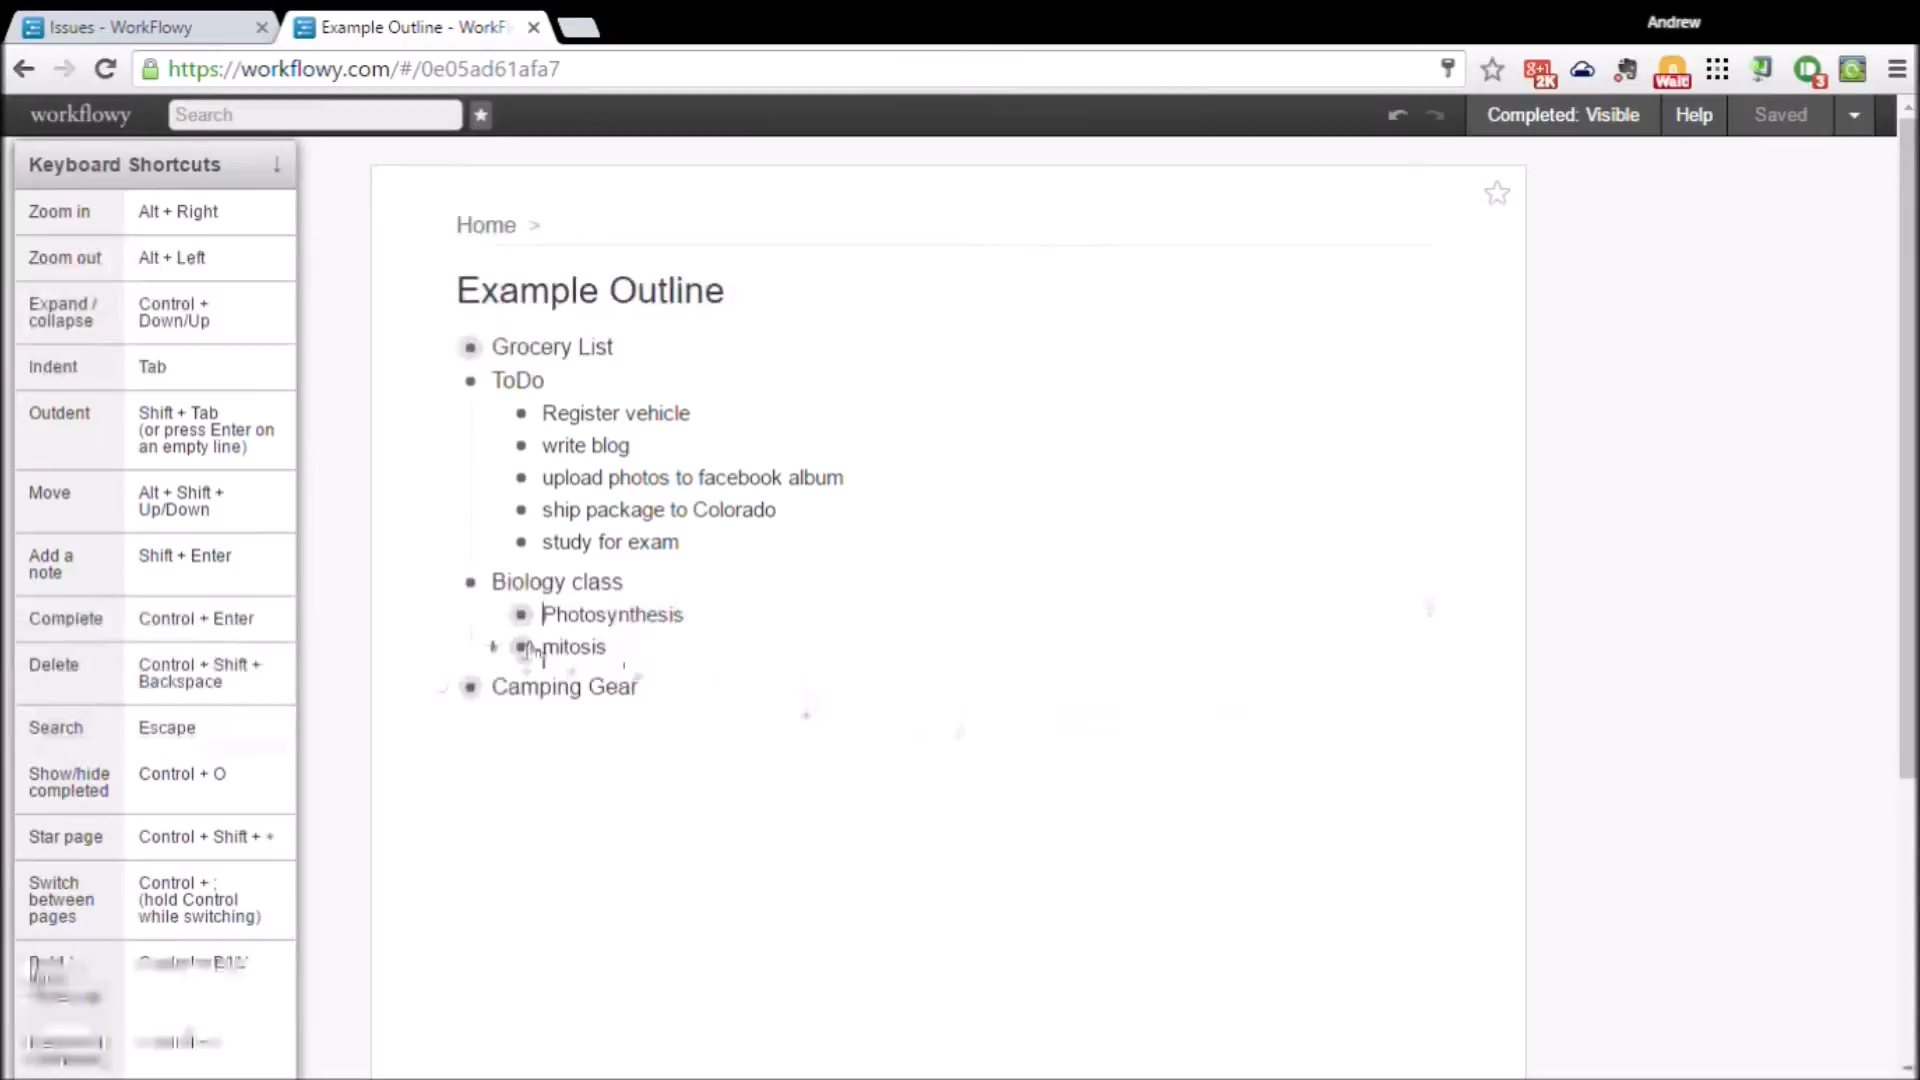 Andrew
Issues - WorkFlowy
Example Outline - WorkF
https://workflowy.com/#/0e05ad61afa7
g+1
2K
Wait
3
workflowy
Search
Completed: Visible
Help
Saved
Keyboard Shortcuts
Zoom in Alt + Right
Zoom out Alt + Left
Expand / Control +
collapse Down/Up
Indent Tab
Outdent Shift + Tab
(or press Enter on
an empty line)
Move Alt + Shift +
Up/Down
Add a Shift + Enter
note
Complete Control + Enter
Delete Control + Shift +
Backspace
Search Escape
Show/hide Control + O
completed
Star page Control + Shift + *
Switch Control + ;
between (hold Control
pages while switching)
Home >
Example Outline
Grocery List
ToDo
Register vehicle
write blog
upload photos to facebook album
ship package to Colorado
study for exam
Biology class
Photosynthesis
mitosis
Camping Gear